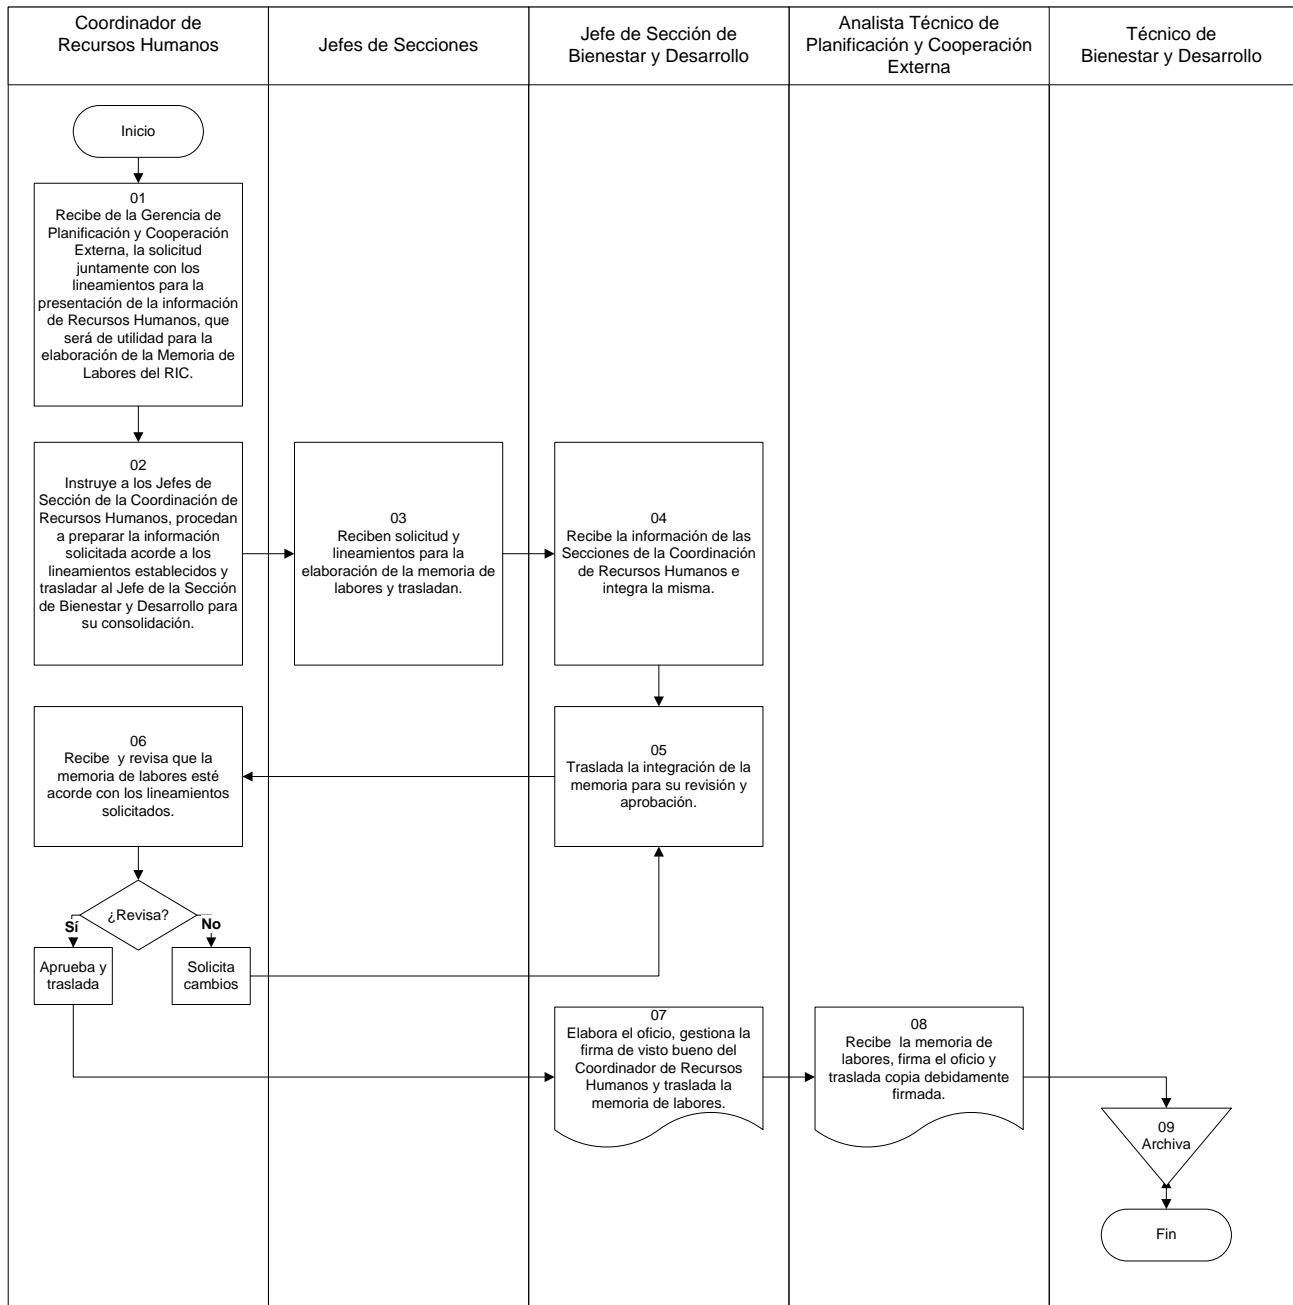 Coordinador de
Recursos Humanos
Jefes de Secciones
Jefe de Sección de
Bienestar y Desarrollo
Analista Técnico de
Planificación y Cooperación
Externa
Técnico de
Bienestar y Desarrollo
Inicio
01
Recibe de la Gerencia de
Planificación y Cooperación
Externa, la solicitud
juntamente con los
lineamientos para la
presentación de la información
de Recursos Humanos, que
será de utilidad para la
elaboración de la Memoria de
Labores del RIC.
02
Instruye a los Jefes de
Sección de la Coordinación de
Recursos Humanos, procedan
a preparar la información
solicitada acorde a los
lineamientos establecidos y
trasladar al Jefe de la Sección
de Bienestar y Desarrollo para
su consolidación.
03
Reciben solicitud y
lineamientos para la
elaboración de la memoria de
labores y trasladan.
04
Recibe la información de las
Secciones de la Coordinación
de Recursos Humanos e
integra la misma.
05
Traslada la integración de la
memoria para su revisión y
aprobación.
06
Recibe  y revisa que la
memoria de labores esté
acorde con los lineamientos
solicitados.
¿Revisa?
Sí
No
Aprueba y
traslada
Solicita
cambios
07
Elabora el oficio, gestiona la
firma de visto bueno del
Coordinador de Recursos
Humanos y traslada la
memoria de labores.
08
Recibe  la memoria de
labores, firma el oficio y
traslada copia debidamente
firmada.
09
Archiva
Fin